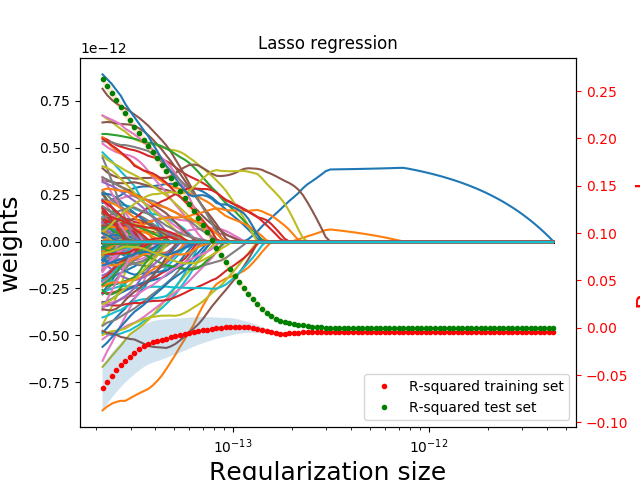 Lasso regression
1e−12
0.75
0.50
0.25
0.00
−0.25
−0.50
−0.75
weights
0.25
0.20
0.15
0.10
0.05
0.00
−0.05
−0.10
R-squared training set
R-squared test set
10−13
10−12
Regularization size